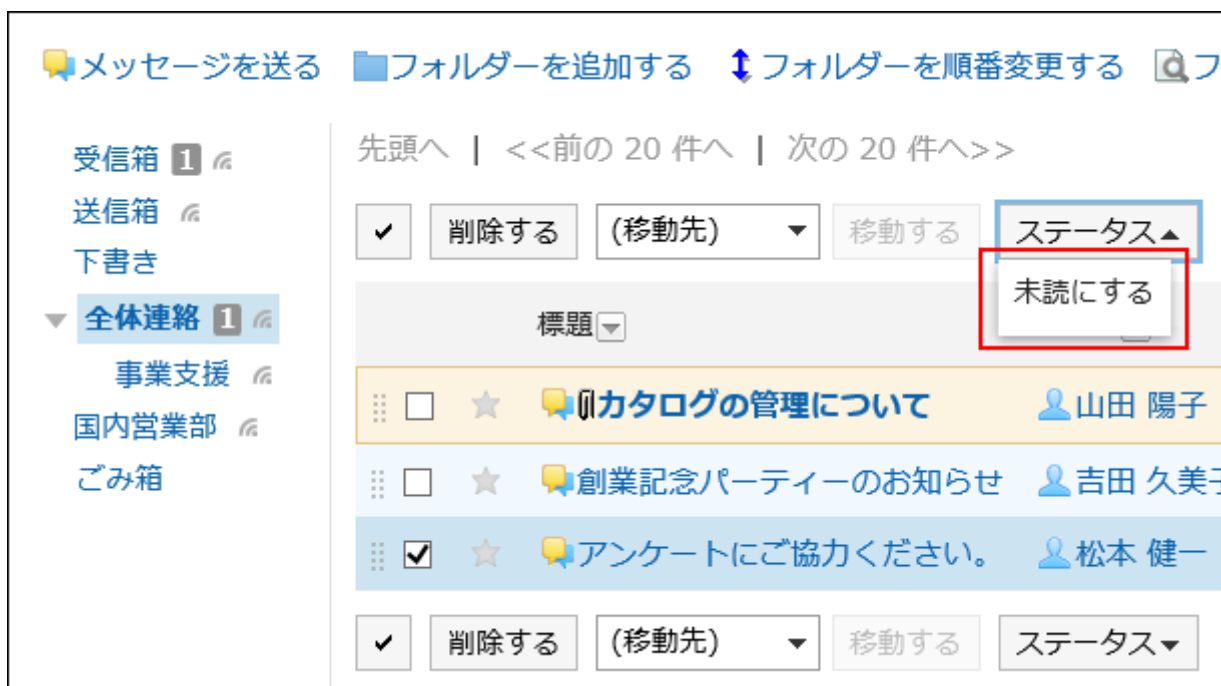 メッセージを送る フォルダーを追加する フォルダーを順番変更する フ
先頭へ | <<前の 20 件へ | 次の 20 件へ>>
受信箱 1
送信箱
下書き
全体連絡 1
事業支援
国内営業部
ごみ箱
削除する (移動先) 移動する ステータス
未読にする
標題
カタログの管理について 山田 陽子
創業記念パーティーのお知らせ 吉田 久美子
アンケートにご協力ください。 松本 健一
削除する (移動先) 移動する ステータス